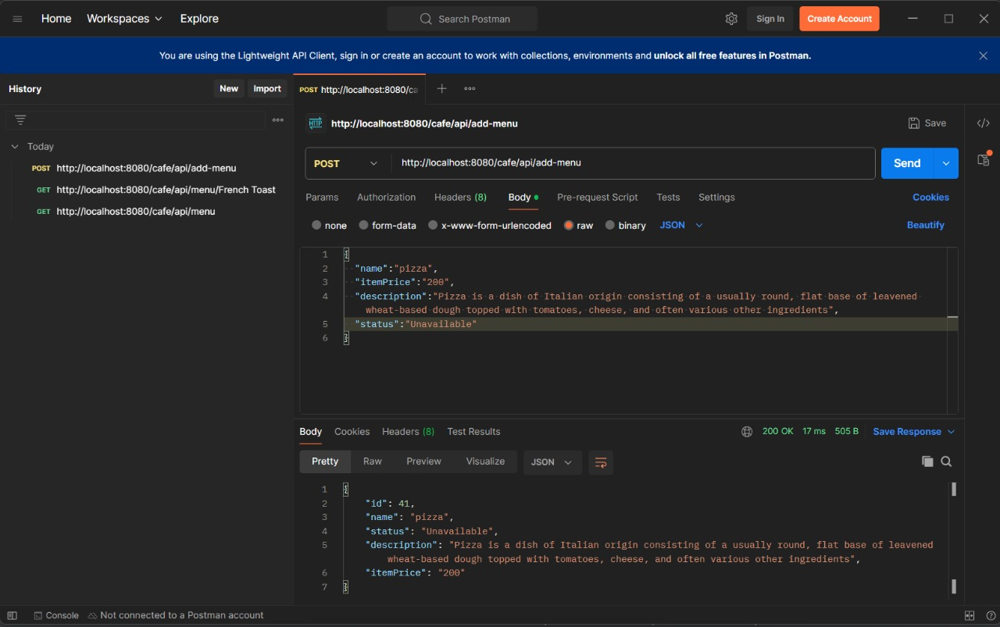 Home Workspaces Explore Search Postman Sign In Create Account
You are using the Lightweight API Client, sign in or create an account to work with collections, environments and unlock all free features in Postman.
History New Import
POST http://localhost:8080/ca
HTTP http://localhost:8080/cafe/api/add-menu Save </>
Today
POST http://localhost:8080/cafe/api/add-menu
GET http://localhost:8080/cafe/api/menu/French Toast
GET http://localhost:8080/cafe/api/menu
POST http://localhost:8080/cafe/api/add-menu Send
Params Authorization Headers (8) Body Pre-request Script Tests Settings Cookies
none form-data x-www-form-urlencoded raw binary JSON Beautify
1 {
2 "name":"pizza",
3 "itemPrice":"200",
4 "description":"Pizza is a dish of Italian origin consisting of a usually round, flat base of leavened
wheat-based dough topped with tomatoes, cheese, and often various other ingredients",
5 "status":"Unavailable"
6 }
Body Cookies Headers (8) Test Results 200 OK 17 ms 505 B Save Response
Pretty Raw Preview Visualize JSON
1 {
2 "id": 41,
3 "name": "pizza",
4 "status": "Unavailable",
5 "description": "Pizza is a dish of Italian origin consisting of a usually round, flat base of leavened
wheat-based dough topped with tomatoes, cheese, and often various other ingredients",
6 "itemPrice": "200"
7 }
Console Not connected to a Postman account